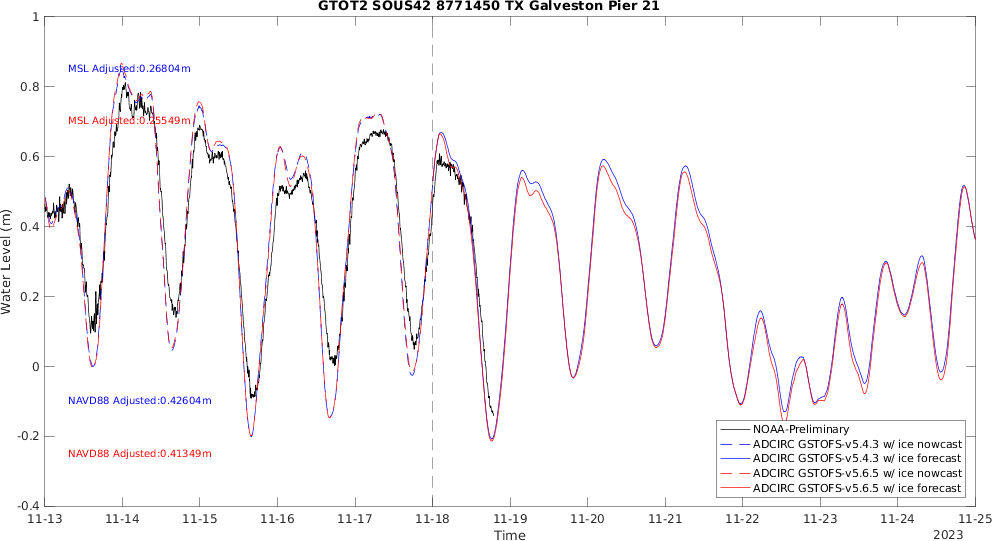 GTOT2 SOUS42 8771450 TX Galveston Pier 21
Water Level (m)
1
0.8
0.6
0.4
0.2
0
-0.2
-0.4
MSL Adjusted:0.26804m
MSL Adjusted:0.25549m
NAVD88 Adjusted:0.42604m
NAVD88 Adjusted:0.41349m
NOAA-Preliminary
ADCIRC GSTOFS-v5.4.3 w/ ice nowcast
ADCIRC GSTOFS-v5.4.3 w/ ice forecast
ADCIRC GSTOFS-v5.6.5 w/ ice nowcast
ADCIRC GSTOFS-v5.6.5 w/ ice forecast
11-13 11-14 11-15 11-16 11-17 11-18 11-19 11-20 11-21 11-22 11-23 11-24 11-25
Time
2023